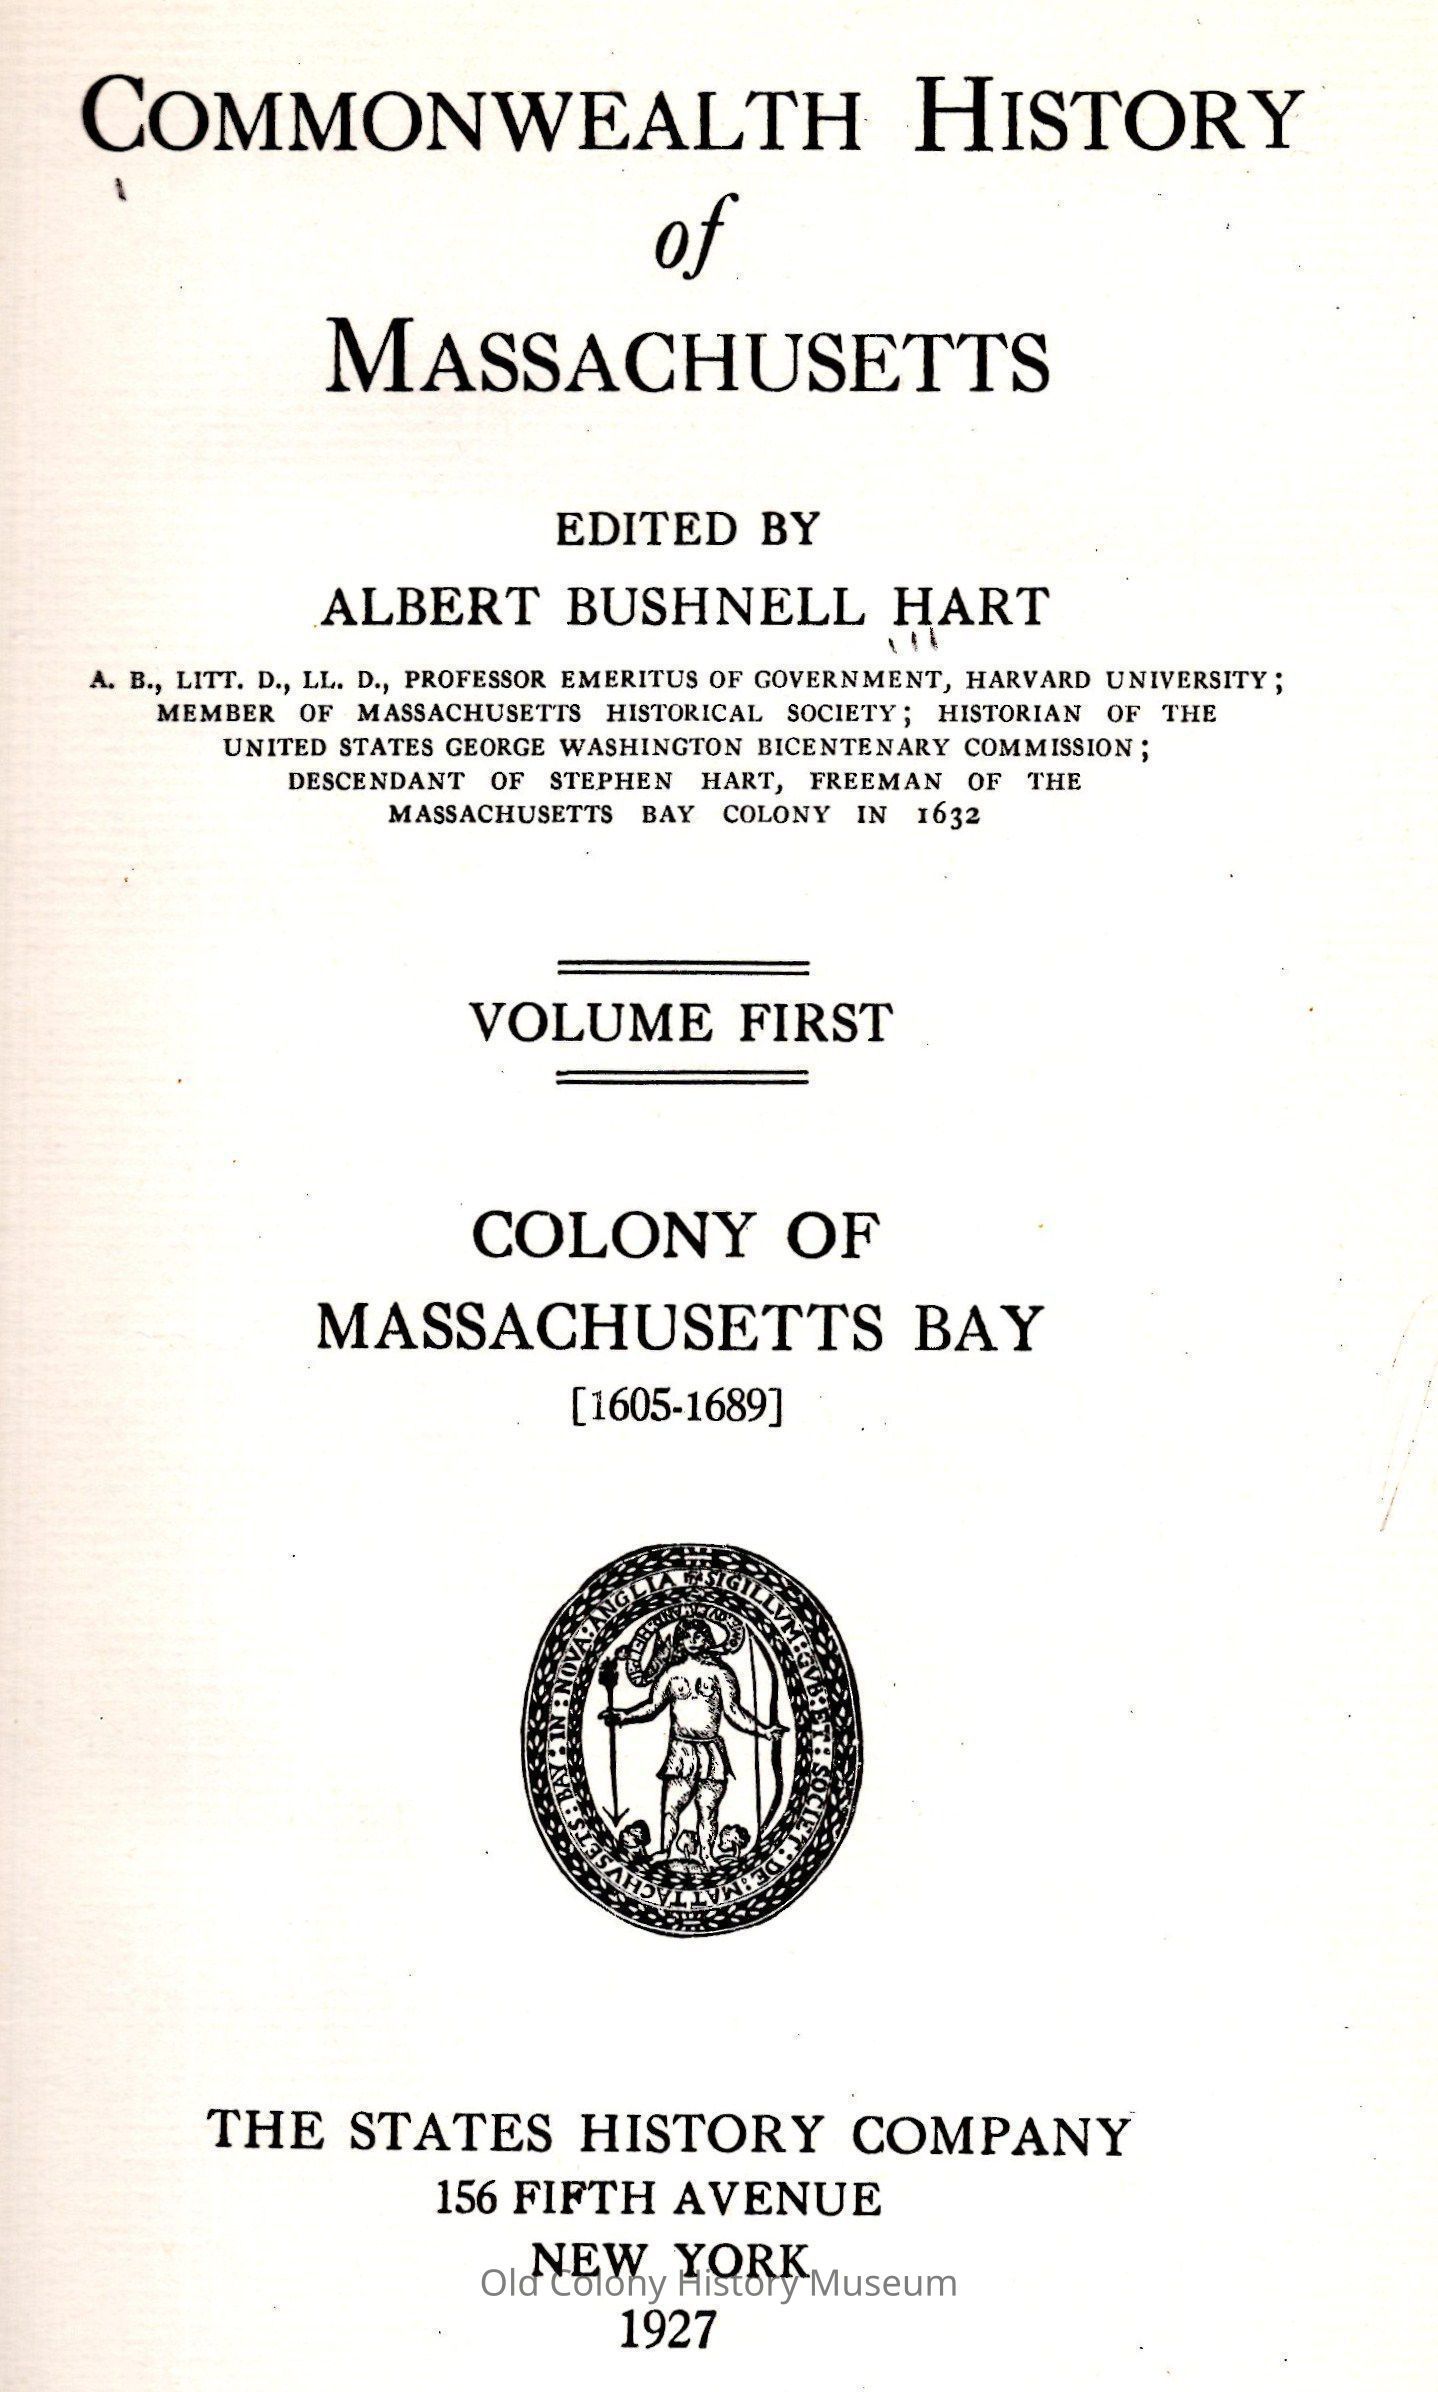 COMMONWEALTH HISTORY
of
MASSACHUSETTS
EDITED BY
ALBERT BUSHNELL HART
A. B., LITT. D., LL. D., PROFESSOR EMERITUS OF GOVERNMENT, HARVARD UNIVERSITY;
MEMBER OF MASSACHUSETTS HISTORICAL SOCIETY; HISTORIAN OF THE
UNITED STATES GEORGE WASHINGTON BICENTENARY COMMISSION;
DESCENDANT OF STEPHEN HART, FREEMAN OF THE
MASSACHUSETTS BAY COLONY IN 1632
VOLUME FIRST
COLONY OF
MASSACHUSETTS BAY
[1605-1689]
SIGILLVM:GVB:ET:SOCIET:DE:MATTACHVSETS:BAY:IN:NOVA:ANGLIA
THE STATES HISTORY COMPANY
156 FIFTH AVENUE
NEW YORK
Old Colony History Museum
1927